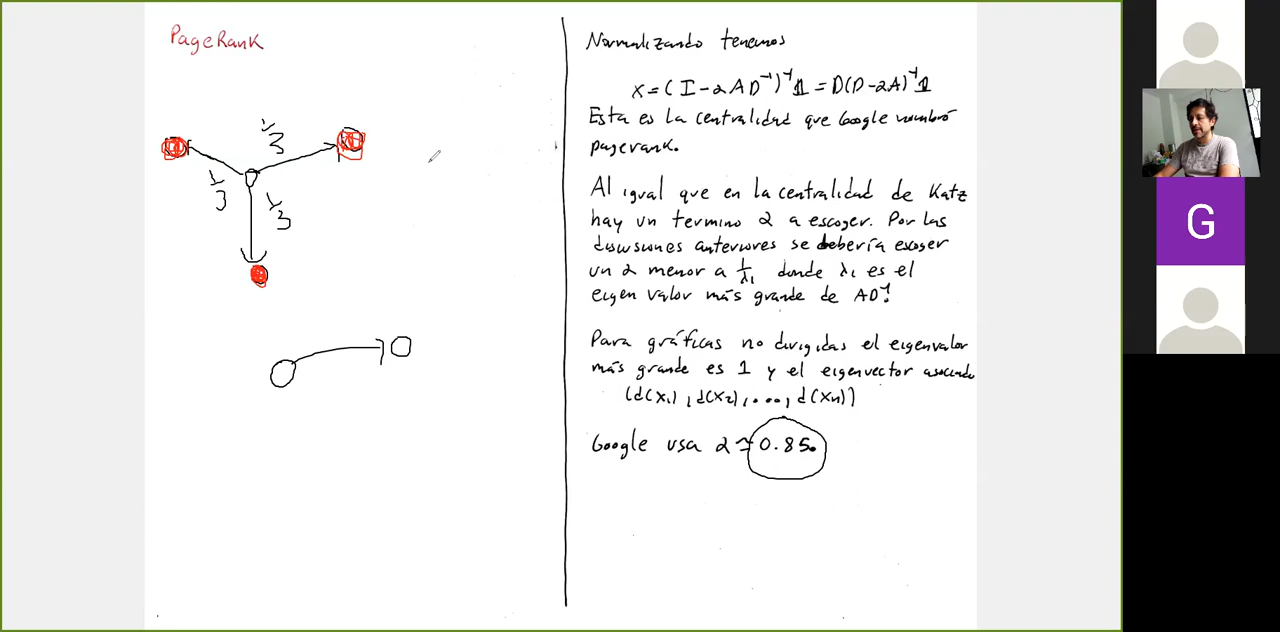 PageRank
1/3
1/3
1/3
Normalizando tenemos
x = (I - α A D⁻¹)⁻¹ 𝟙 = D(D - αA)⁻¹ 𝟙
Esta es la centralidad que Google nombró
pagerank.
Al igual que en la centralidad de Katz
hay un termino α a escoger. Por las
discusiones anteriores se debería escoger
un α menor a 1/λ₁ donde λ₁ es el
eigen valor más grande de AD⁻¹.
Para gráficas no dirigidas el eigenvalor
más grande es 1 y el eigenvector asociado
(d(x₁), d(x₂), ..., d(xn))
Google usa α ≈ 0.85.
G